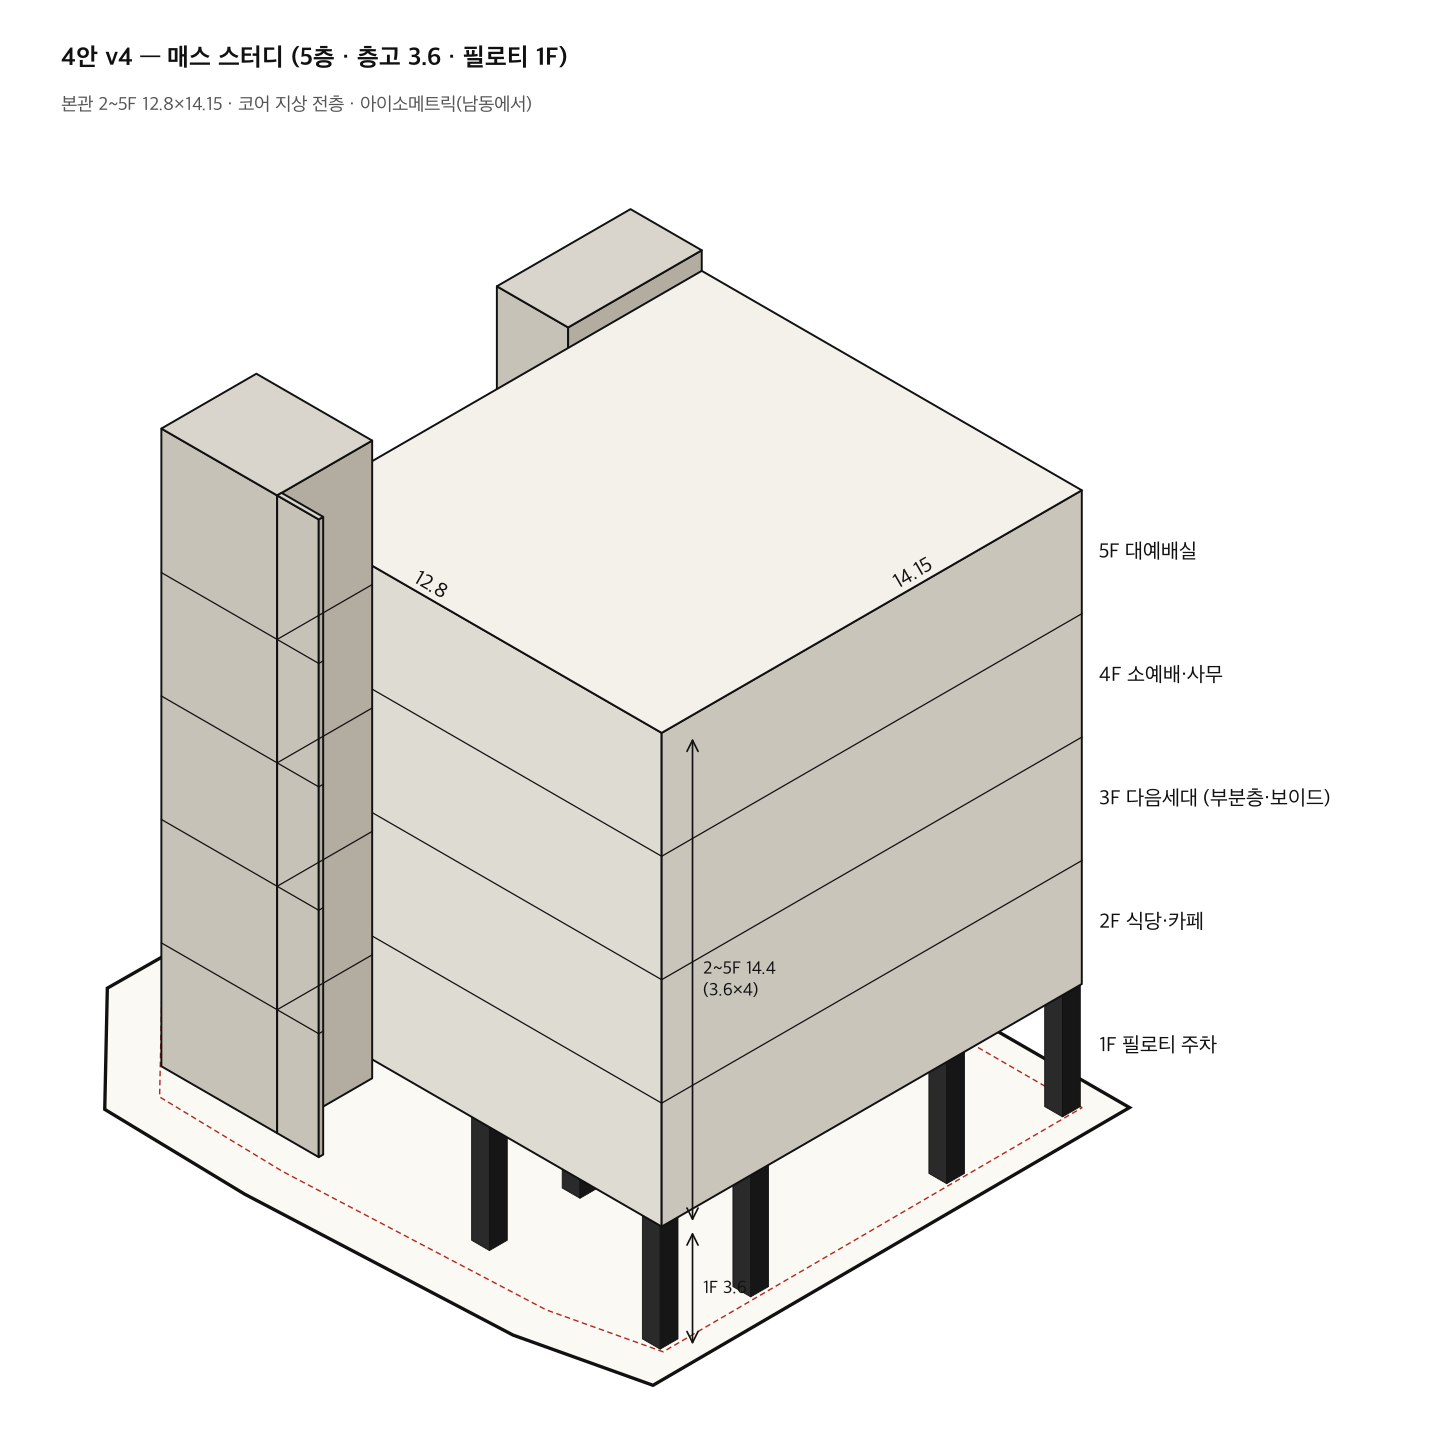 4안 v4 — 매스 스터디 (5층 · 층고 3.6 · 필로티 1F)
본관 2~5F 12.8×14.15 · 코어 지상 전층 · 아이소메트릭(남동에서)
12.8
14.15
5F 대예배실
4F 소예배·사무
3F 다음세대 (부분층·보이드)
2F 식당·카페
2~5F 14.4
(3.6×4)
1F 필로티 주차
1F 3.6